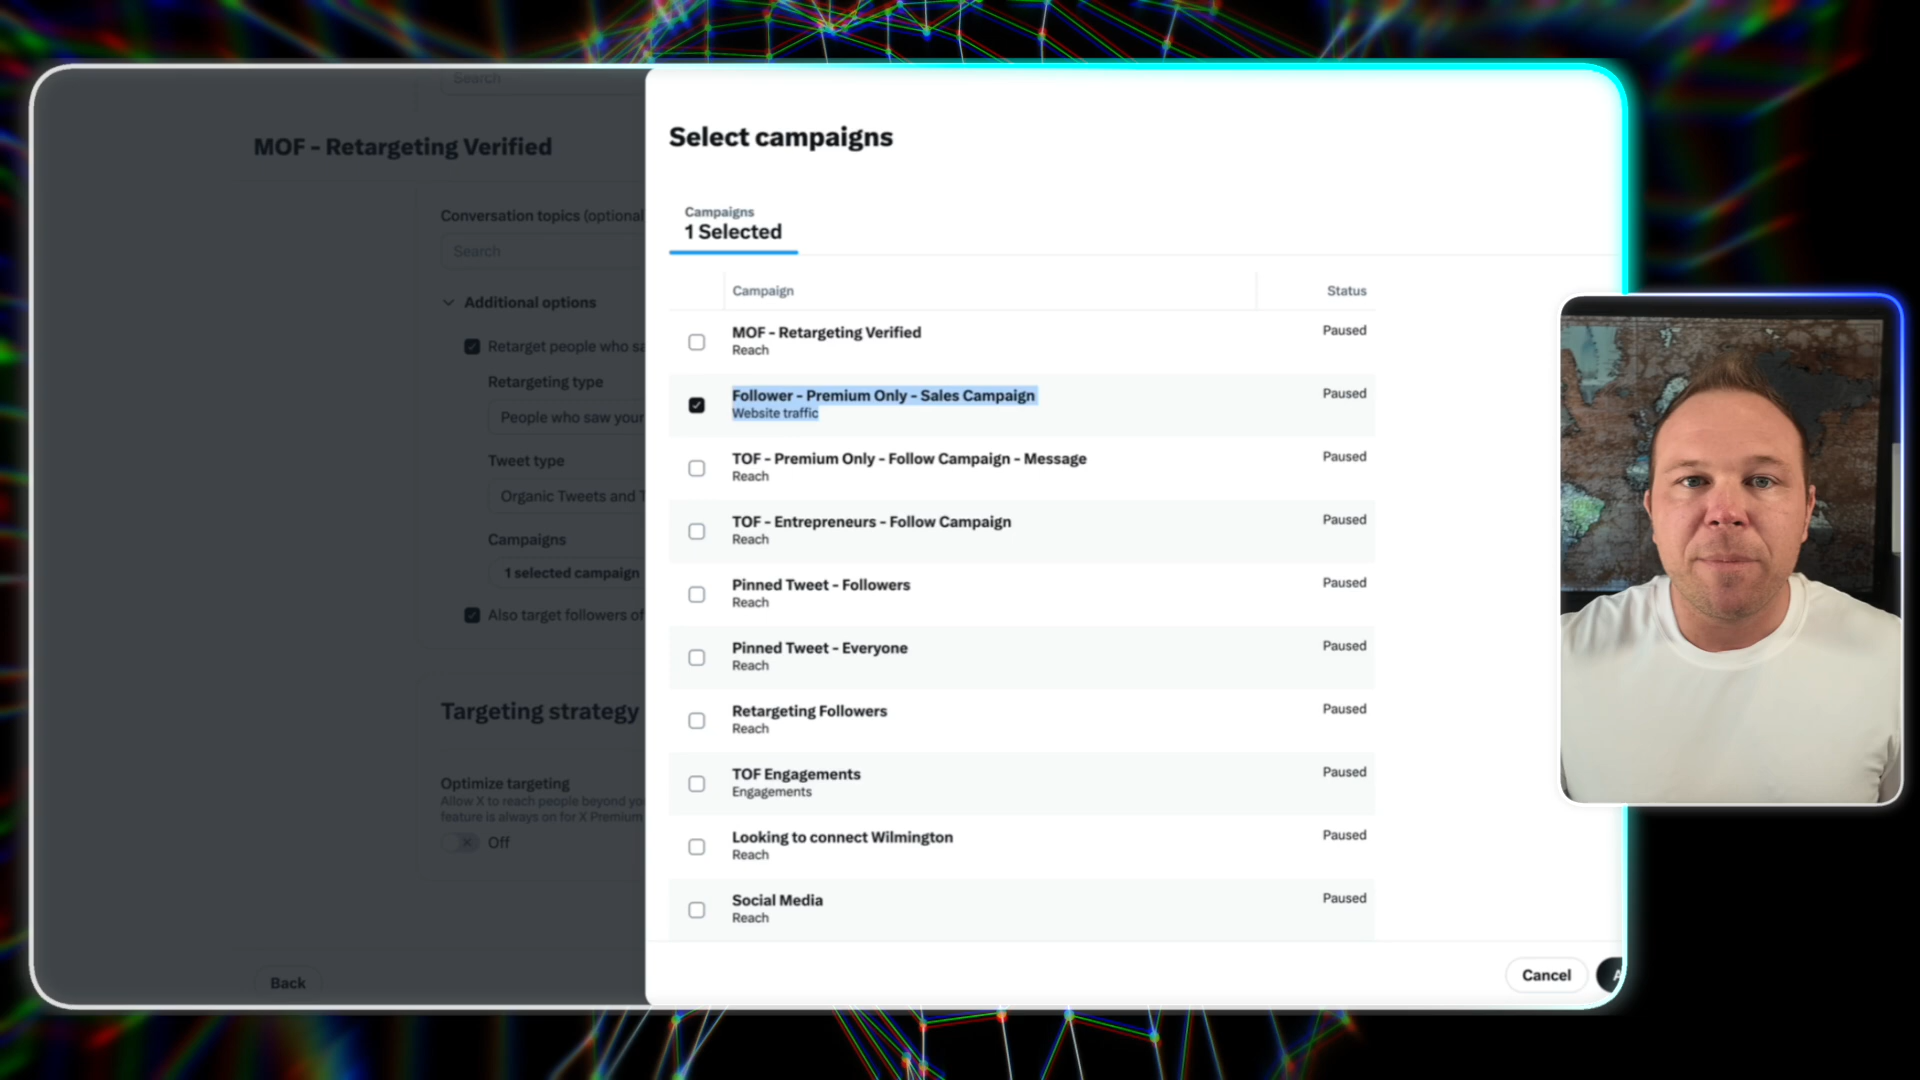 Search
MOF - Retargeting Verified
Conversation topics (optional
Search
Additional options
Retarget people who sa
Retargeting type
People who saw your
Tweet type
Organic Tweets and T
Campaigns
1 selected campaign
Also target followers of
Targeting strategy
Optimize targeting
Allow X to reach people beyond yo
feature is always on for X Premium
Off
Back
Select campaigns
Campaigns
1 Selected
Campaign Status
MOF - Retargeting Verified Paused
Reach
Follower - Premium Only - Sales Campaign Paused
Website traffic
TOF - Premium Only - Follow Campaign - Message Paused
Reach
TOF - Entrepreneurs - Follow Campaign Paused
Reach
Pinned Tweet - Followers Paused
Reach
Pinned Tweet - Everyone Paused
Reach
Retargeting Followers Paused
Reach
TOF Engagements Paused
Engagements
Looking to connect Wilmington Paused
Reach
Social Media Paused
Reach
Cancel